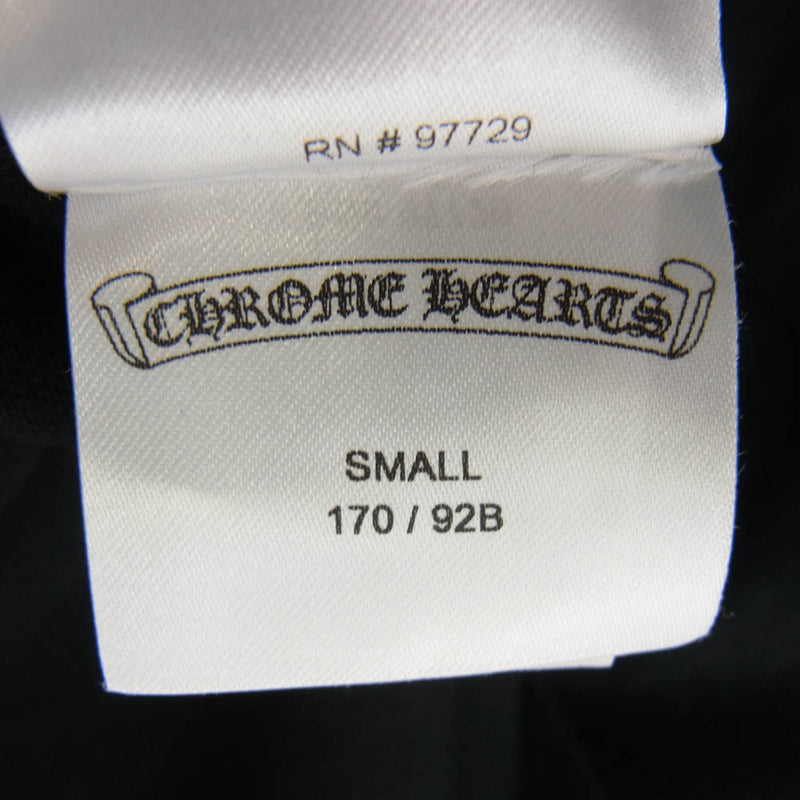 RN # 97729
CHROME HEARTS
SMALL
170 / 92B